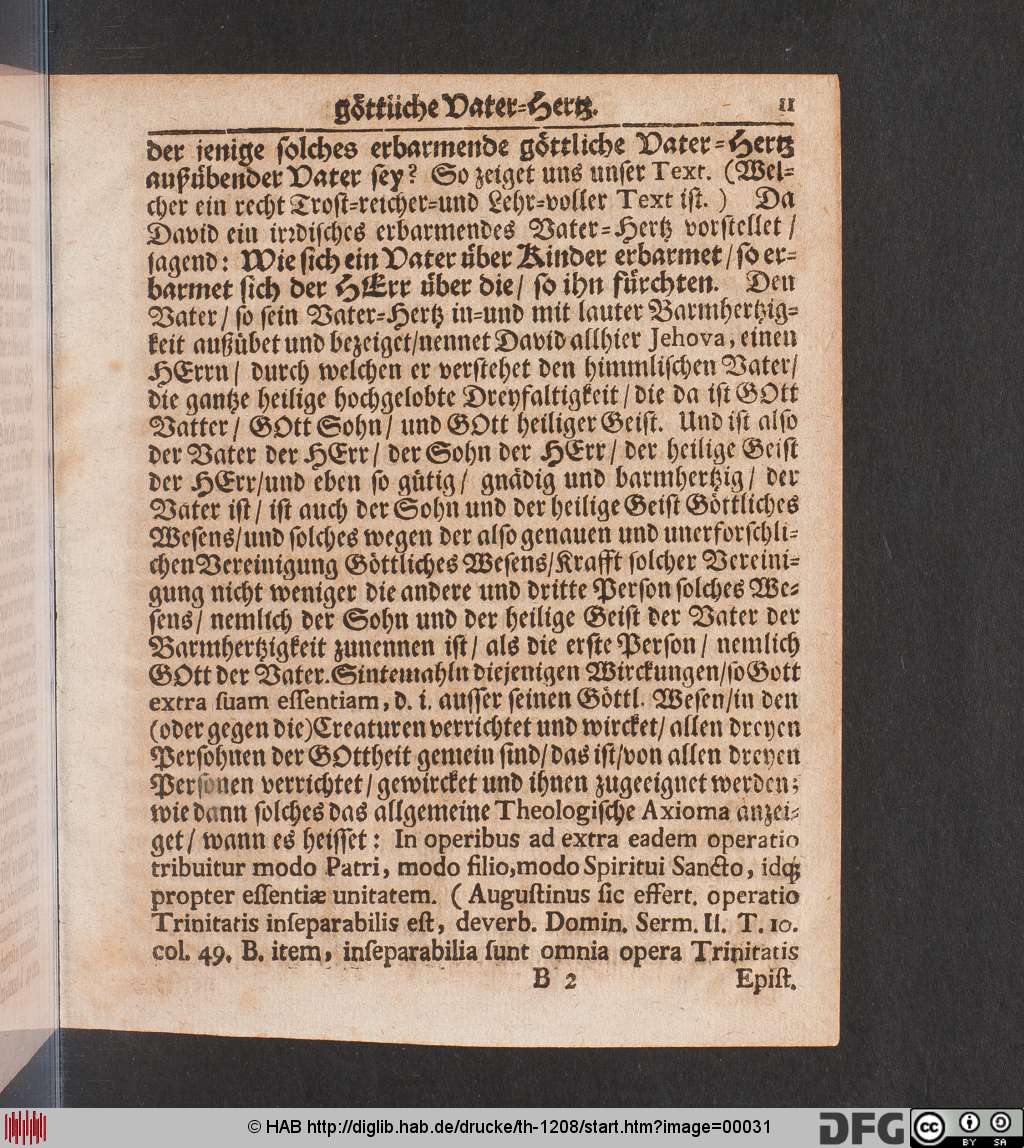 göttliche Vater-Hertz. 11
der jenige solches erbarmende göttliche Vater-Hertz
außübender Vater sey? So zeiget uns unser Text. (Wel-
cher ein recht Trost-reicher-und Lehr-voller Text ist.) Da
David ein irꝛdisches erbarmendes Vater-Hertz vorstellet /
sagend: Wie sich ein Vater über Kinder erbarmet / so er-
barmet sich der HErr über die / so ihn fürchten. Den
Vater / so sein Vater-Hertz in-und mit lauter Barmhertzig-
keit außübet und bezeiget/nennet David allhier Jehova, einen
HErrn / durch welchen er verstehet den himmlischen Vater/
die gantze heilige hochgelobte Dreyfaltigkeit / die da ist GOtt
Vatter / GOtt Sohn / und GOtt heiliger Geist. Und ist also
der Vater der HErr / der Sohn der HErr / der heilige Geist
der HErr/und eben so gütig / gnädig und barmhertzig / der
Vater ist / ist auch der Sohn und der heilige Geist Göttliches
Wesens/und solches wegen der also genauen und unerforschli-
chen Vereinigung Göttliches Wesens/Krafft solcher Vereini-
gung nicht weniger die andere und dritte Person solches We-
sens / nemlich der Sohn und der heilige Geist der Vater der
Barmhertzigkeit zunennen ist / als die erste Person / nemlich
GOtt der Vater. Sintemahln diejenigen Wirckungen/so Gott
extra suam essentiam, d. i. ausser seinen Göttl. Wesen/in den
(oder gegen die) Creaturen verrichtet und wircket/ allen dreyen
Persohnen der GOttheit gemein sind/ das ist/von allen dreyen
Personen verrichtet / gewircket und ihnen zugeeignet werden;
wie dann solches das allgemeine Theologische Axioma anzei-
get / wann es heisset: In operibus ad extra eadem operatio
tribuitur modo Patri, modo filio, modo Spiritui Sancto, idq;
propter essentiæ unitatem. (Augustinus sic effert. operatio
Trinitatis inseparabilis est, deverb. Domin. Serm. II. T. 10.
col. 49. B. item, inseparabilia sunt omnia opera Trinitatis
B 2 Epist.
© HAB http://diglib.hab.de/drucke/th-1208/start.htm?image=00031
DFG cc BY SA